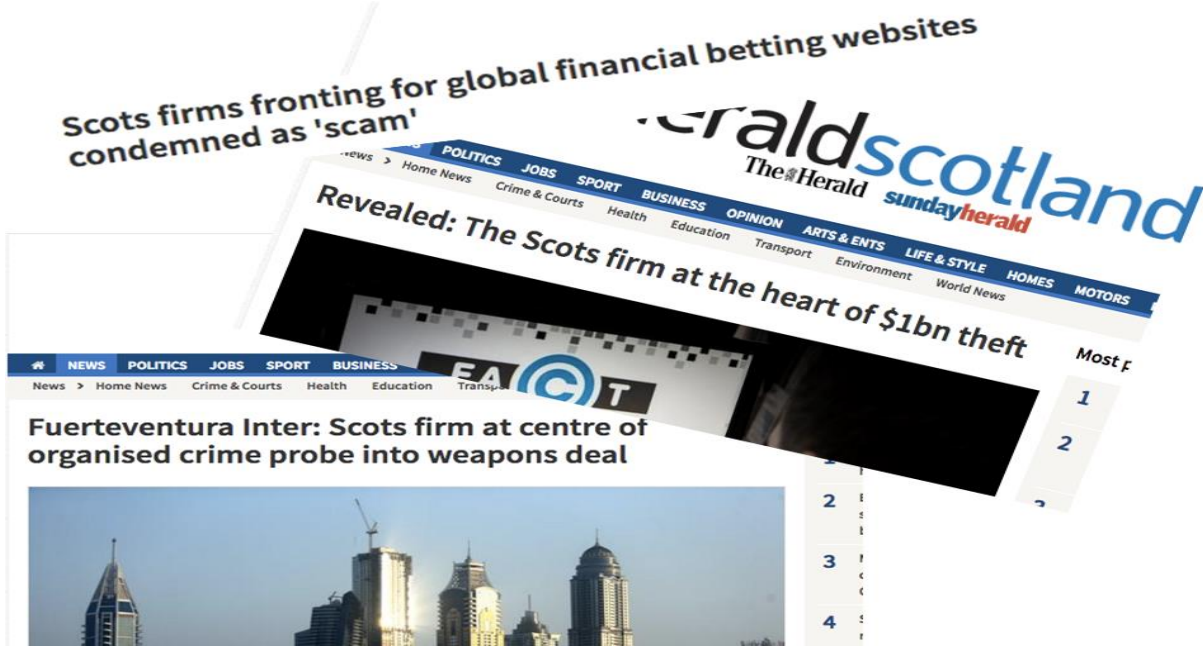 Scots firms fronting for global financial betting websites
condemned as 'scam'
heraldscotland
The Herald
sundayherald
POLITICS JOBS SPORT BUSINESS OPINION ARTS & ENTS LIFE & STYLE HOMES MOTORS
News > Home News Crime & Courts Health Education Transport Environment World News
Revealed: The Scots firm at the heart of $1bn theft
Most
1
2
NEWS POLITICS JOBS SPORT BUSINESS
News > Home News Crime & Courts Health Education
Fuerteventura Inter: Scots firm at centre of
organised crime probe into weapons deal
2
3
4